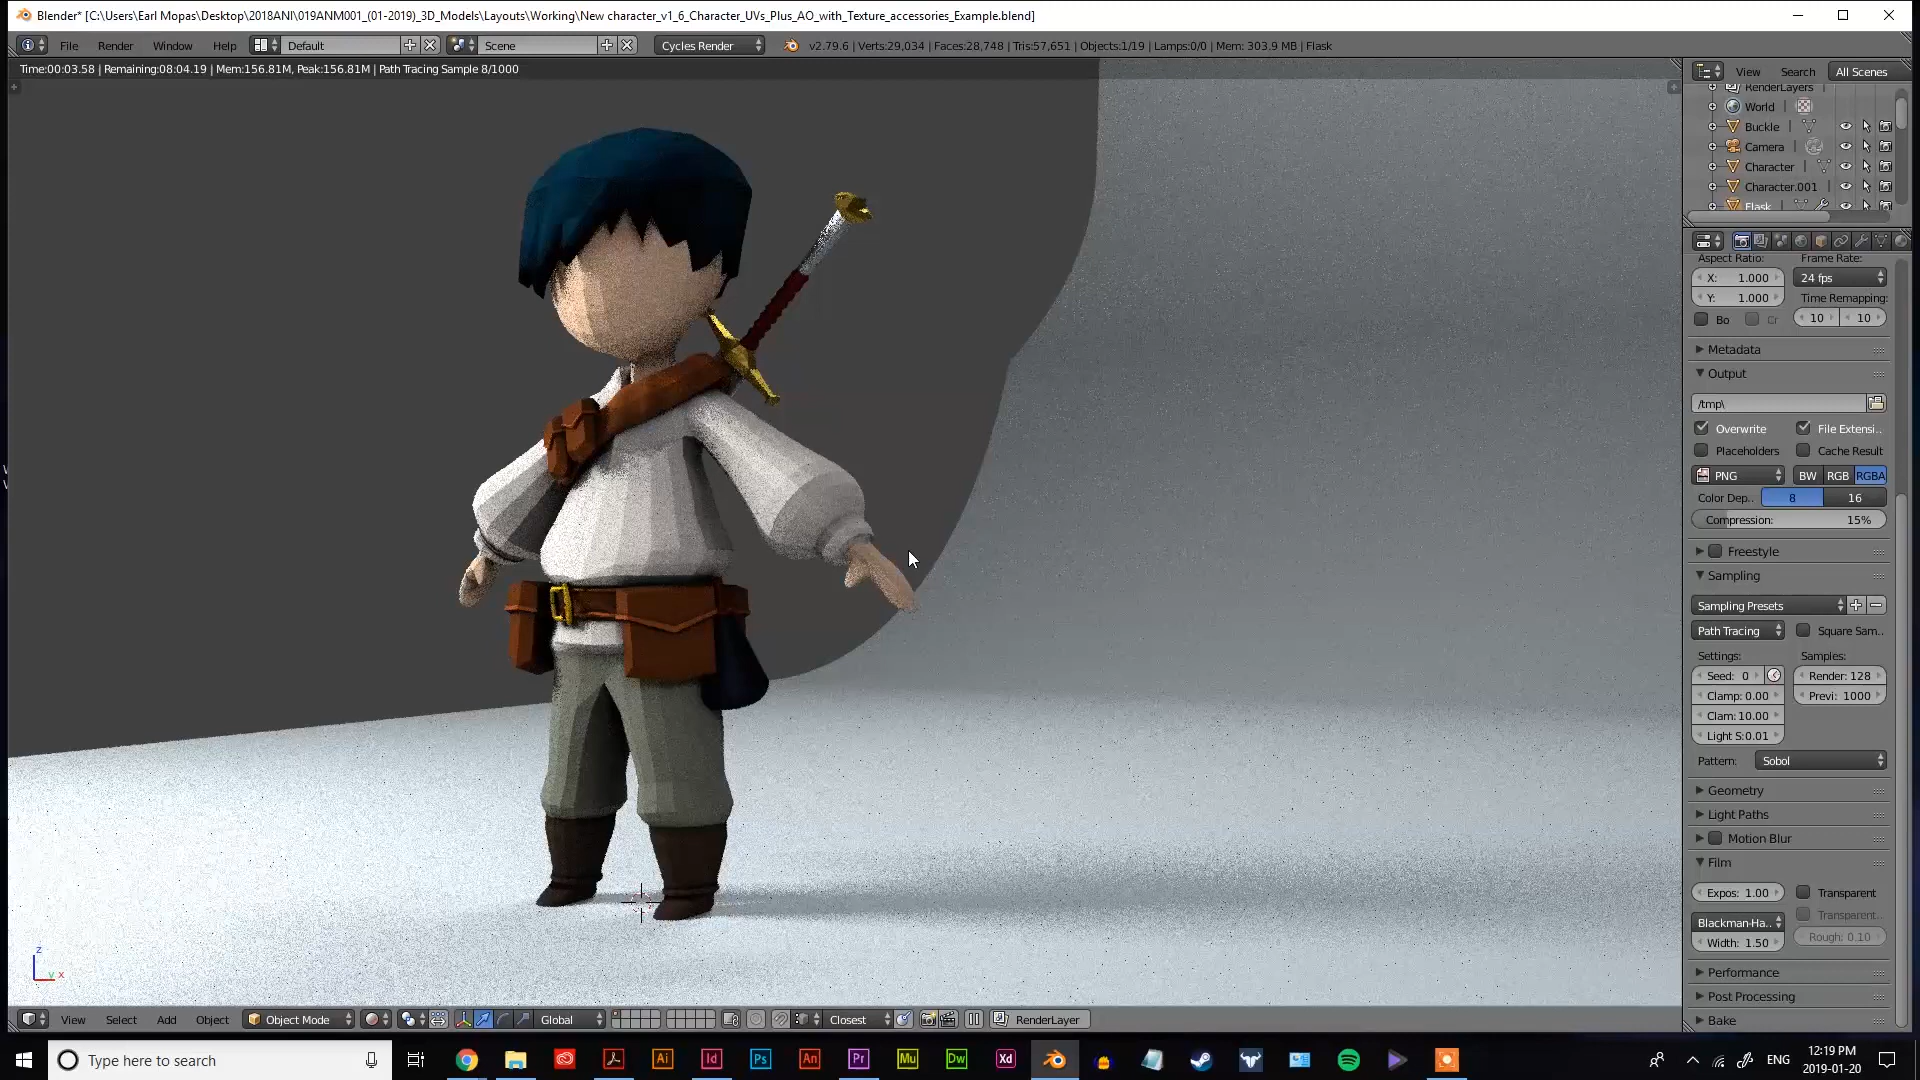 Blender* [C:\Users\Earl Mopas\Desktop\2018ANI\019ANM001_(01-2019)_3D_Models\Layouts\Working\New character_v1_6_Character_UVs_Plus_AO_with_Texture_accessories_Example.blend]
File Render Window Help Default Scene Cycles Render v2.79.6 | Verts:29,034 | Faces:28,748 | Tris:57,651 | Objects:1/19 | Lamps:0/0 | Mem: 303.9 MB | Flask
Time:00:03.58 | Remaining:08:04.19 | Mem:156.81M, Peak:156.81M | Path Tracing Sample 8/1000
View Search All Scenes
RenderLayers
World
Buckle
Camera
Character
Character.001
Flask
Aspect Ratio: Frame Rate:
X: 1.000 24 fps
Y: 1.000 Time Remapping:
Bo Cr 10 10
Metadata
Output
/tmp\
Overwrite File Extensi..
Placeholders Cache Result
PNG BW RGB RGBA
Color Dep.. 8 16
Compression: 15%
Freestyle
Sampling
Sampling Presets
Path Tracing Square Sam..
Settings: Samples:
Seed: 0 Render: 128
Clamp: 0.00 Previ: 1000
Clam: 10.00
Light S:0.01
Pattern: Sobol
Geometry
Light Paths
Motion Blur
Film
Expos: 1.00 Transparent
Blackman-Ha.. Transparent..
Width: 1.50 Rough: 0.10
Performance
Post Processing
Bake
z
y x
View Select Add Object Object Mode Global Closest RenderLayer
Type here to search Ai Id Ps An Pr Mu Dw Xd ENG 12:19 PM
2019-01-20